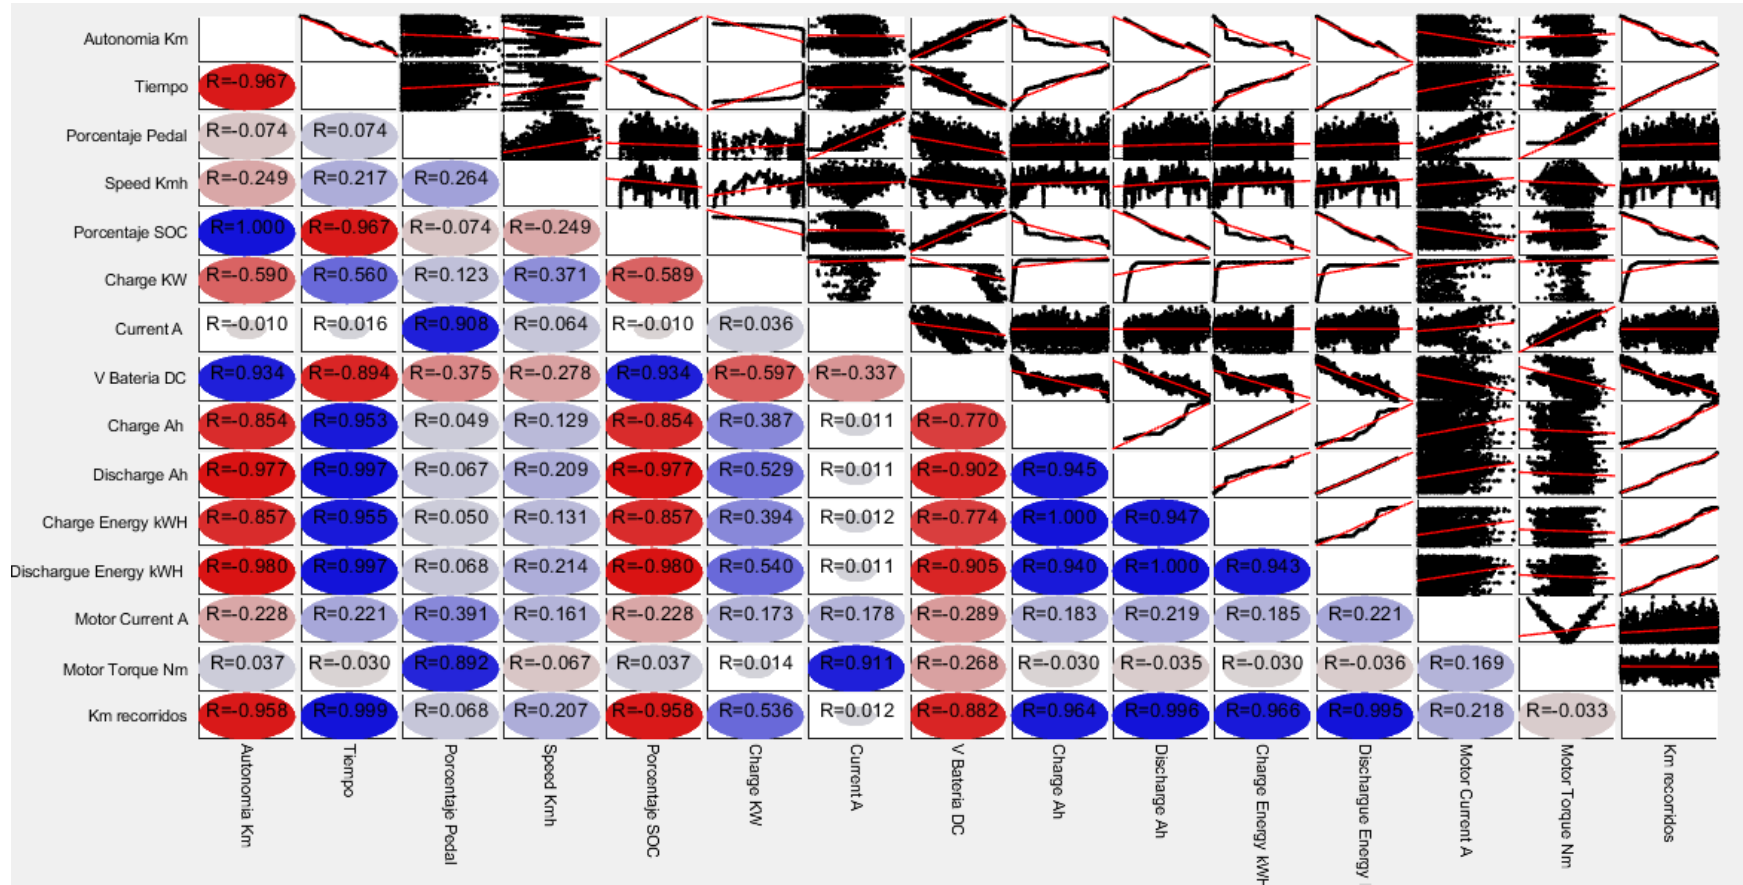 Autonomia Km
Tiempo R=-0.967
Porcentaje Pedal R=-0.074 R=0.074
Speed Kmh R=-0.249 R=0.217 R=0.264
Porcentaje SOC R=1.000 R=-0.967 R=-0.074 R=-0.249
Charge KW R=-0.590 R=0.560 R=0.123 R=0.371 R=-0.589
Current A R=-0.010 R=0.016 R=0.908 R=0.064 R=-0.010 R=0.036
V Bateria DC R=0.934 R=-0.894 R=-0.375 R=-0.278 R=0.934 R=-0.597 R=-0.337
Charge Ah R=-0.854 R=0.953 R=0.049 R=0.129 R=-0.854 R=0.387 R=0.011 R=-0.770
Discharge Ah R=-0.977 R=0.997 R=0.067 R=0.209 R=-0.977 R=0.529 R=0.011 R=-0.902 R=0.945
Charge Energy kWH R=-0.857 R=0.955 R=0.050 R=0.131 R=-0.857 R=0.394 R=0.012 R=-0.774 R=1.000 R=0.947
Dischargue Energy kWH R=-0.980 R=0.997 R=0.068 R=0.214 R=-0.980 R=0.540 R=0.011 R=-0.905 R=0.940 R=1.000 R=0.943
Motor Current A R=-0.228 R=0.221 R=0.391 R=0.161 R=-0.228 R=0.173 R=0.178 R=-0.289 R=0.183 R=0.219 R=0.185 R=0.221
Motor Torque Nm R=0.037 R=-0.030 R=0.892 R=-0.067 R=0.037 R=0.014 R=0.911 R=-0.268 R=-0.030 R=-0.035 R=-0.030 R=-0.036 R=0.169
Km recorridos R=-0.958 R=0.999 R=0.068 R=0.207 R=-0.958 R=0.536 R=0.012 R=-0.882 R=0.964 R=0.996 R=0.966 R=0.995 R=0.218 R=-0.033
Autonomia Km
Tiempo
Porcentaje Pedal
Speed Kmh
Porcentaje SOC
Charge KW
Current A
V Bateria DC
Charge Ah
Discharge Ah
Charge Energy kWH
Dischargue Energy
Motor Current A
Motor Torque Nm
Km recorridos